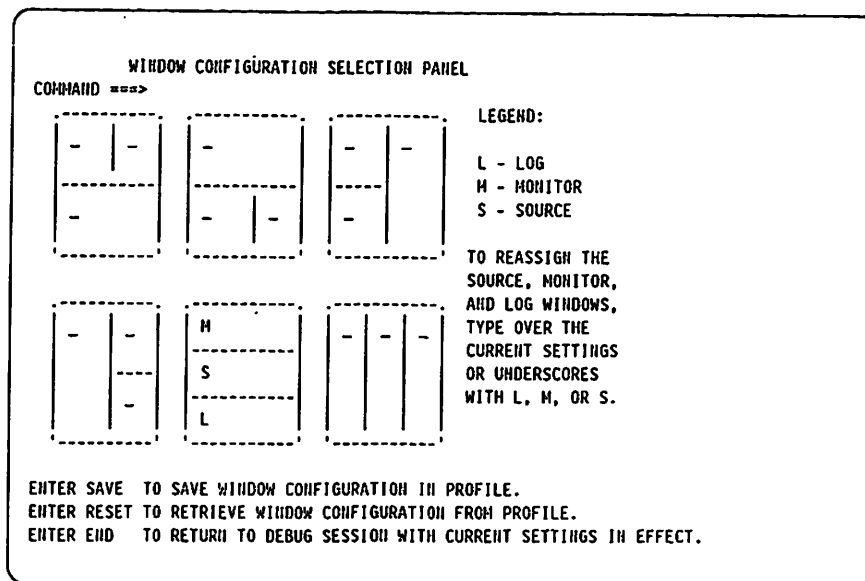 WINDOW CONFIGURATION SELECTION PANEL
COMMAND ===>
LEGEND:
L - LOG
M - MONITOR
S - SOURCE
TO REASSIGN THE
SOURCE, MONITOR,
AND LOG WINDOWS,
TYPE OVER THE
CURRENT SETTINGS
OR UNDERSCORES
WITH L, M, OR S.
M
S
L
ENTER SAVE TO SAVE WINDOW CONFIGURATION IN PROFILE.
ENTER RESET TO RETRIEVE WINDOW CONFIGURATION FROM PROFILE.
ENTER END TO RETURN TO DEBUG SESSION WITH CURRENT SETTINGS IN EFFECT.